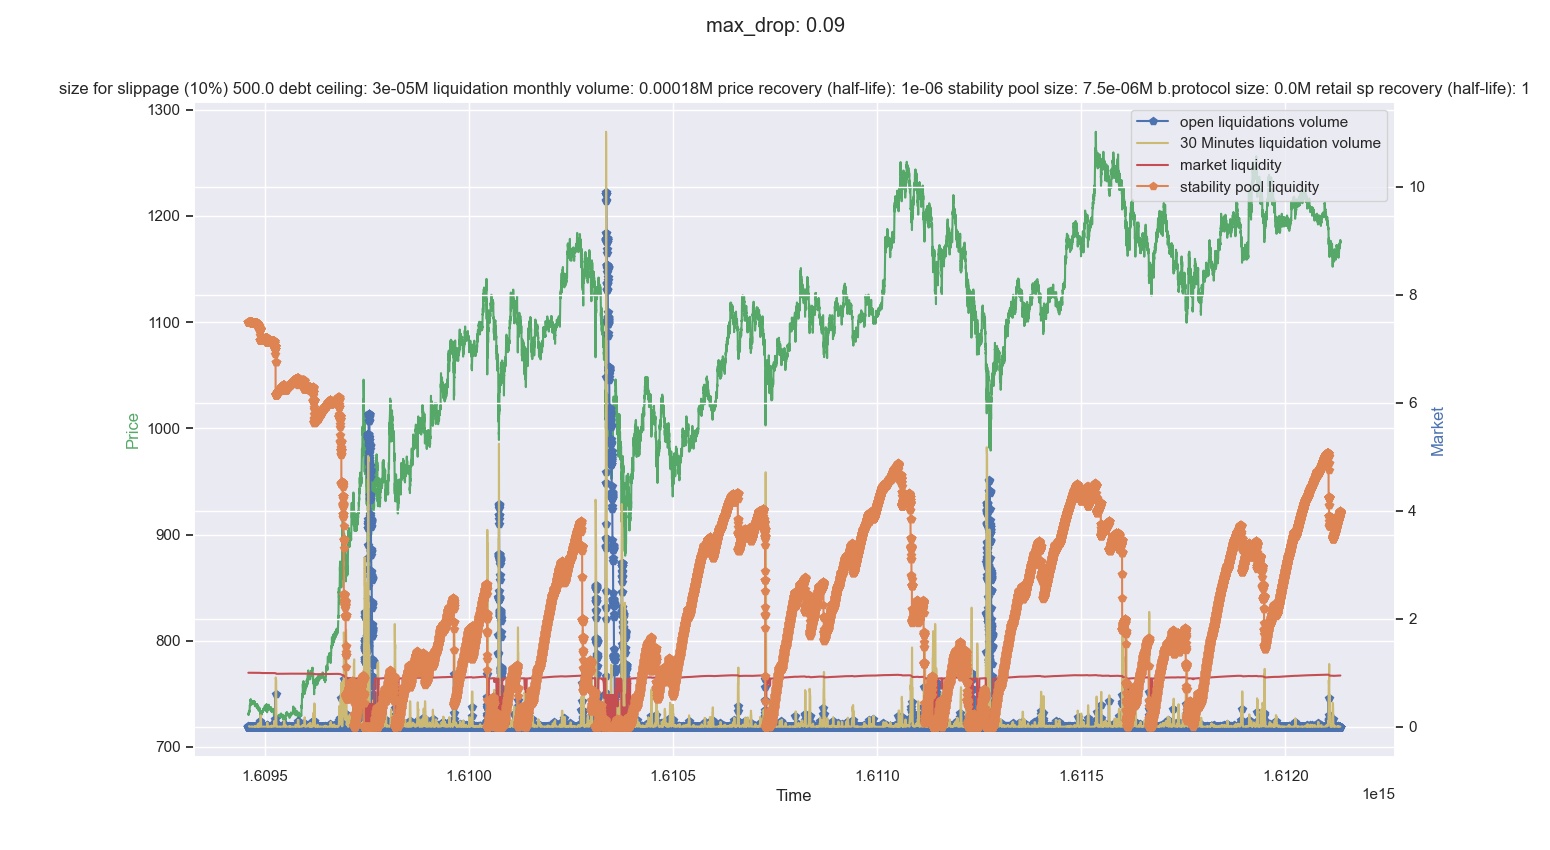 max_drop: 0.09
size for slippage (10%) 500.0 debt ceiling: 3e-05M liquidation monthly volume: 0.00018M price recovery (half-life): 1e-06 stability pool size: 7.5e-06M b.protocol size: 0.0M retail sp recovery (half-life): 1
open liquidations volume
30 Minutes liquidation volume
market liquidity
stability pool liquidity
1300
1200
1100
1000
900
800
700
Price
10
8
6
4
2
0
Market
1.6095 1.6100 1.6105 1.6110 1.6115 1.6120
Time
1e15